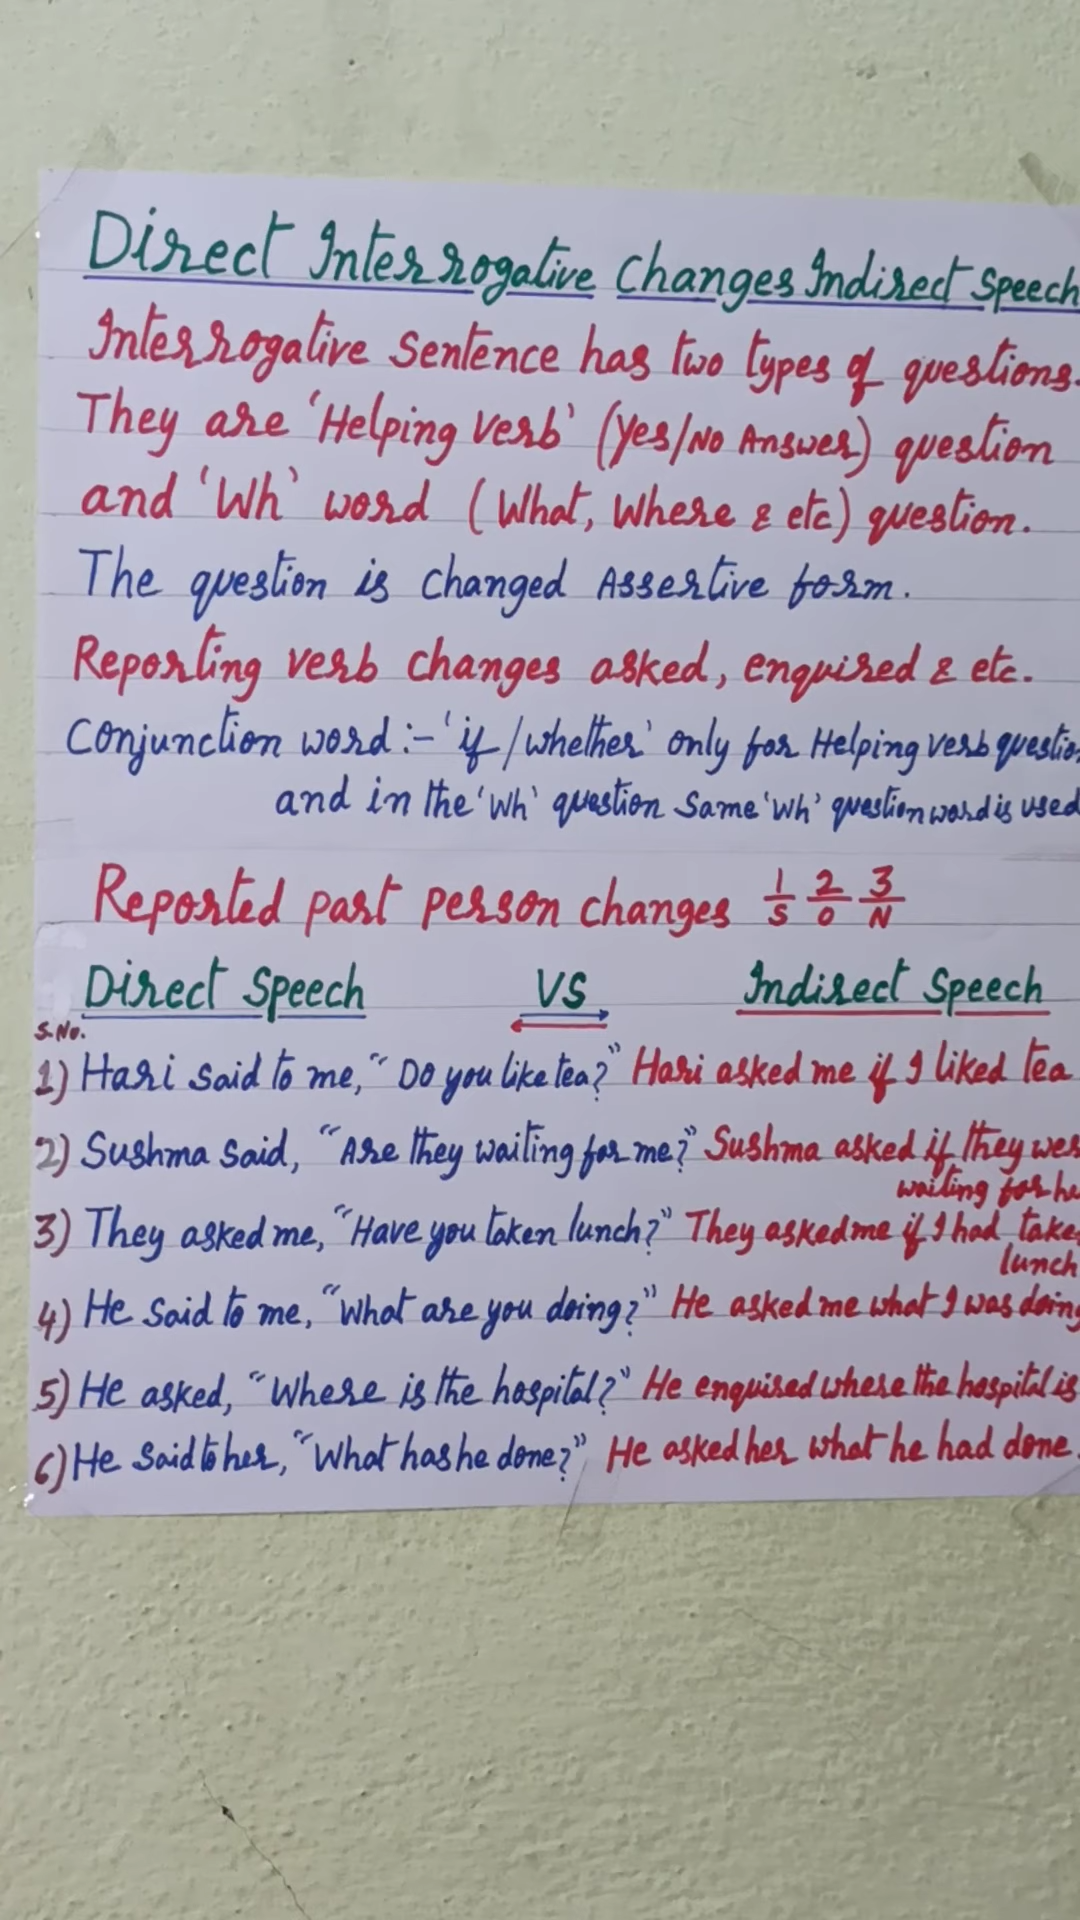 Direct Interrogative Changes Indirect Speech
Interrogative Sentence has two types of questions.
They are 'Helping verb' (Yes/No Answer) question
and 'Wh' word (What, Where & etc) question.
The question is changed Assertive form.
Reporting verb changes asked, enquired & etc.
Conjunction word :- 'if/whether' only for Helping verb questio
and in the 'Wh' question same 'Wh' question word is used
Reported part person changes 1/S 2/O 3/N
Direct Speech VS Indirect Speech
S.No.
1) Hari said to me, "Do you like tea?" Hari asked me if I liked tea
2) Sushma said, "Are they waiting for me?" Sushma asked if they wer
waiting for he
3) They asked me, "Have you taken lunch?" They asked me if I had take
lunch
4) He said to me, "What are you doing?" He asked me what I was doing
5) He asked, "Where is the hospital?" He enquired where the hospital is
6) He said to her, "What has he done?" He asked her what he had done.